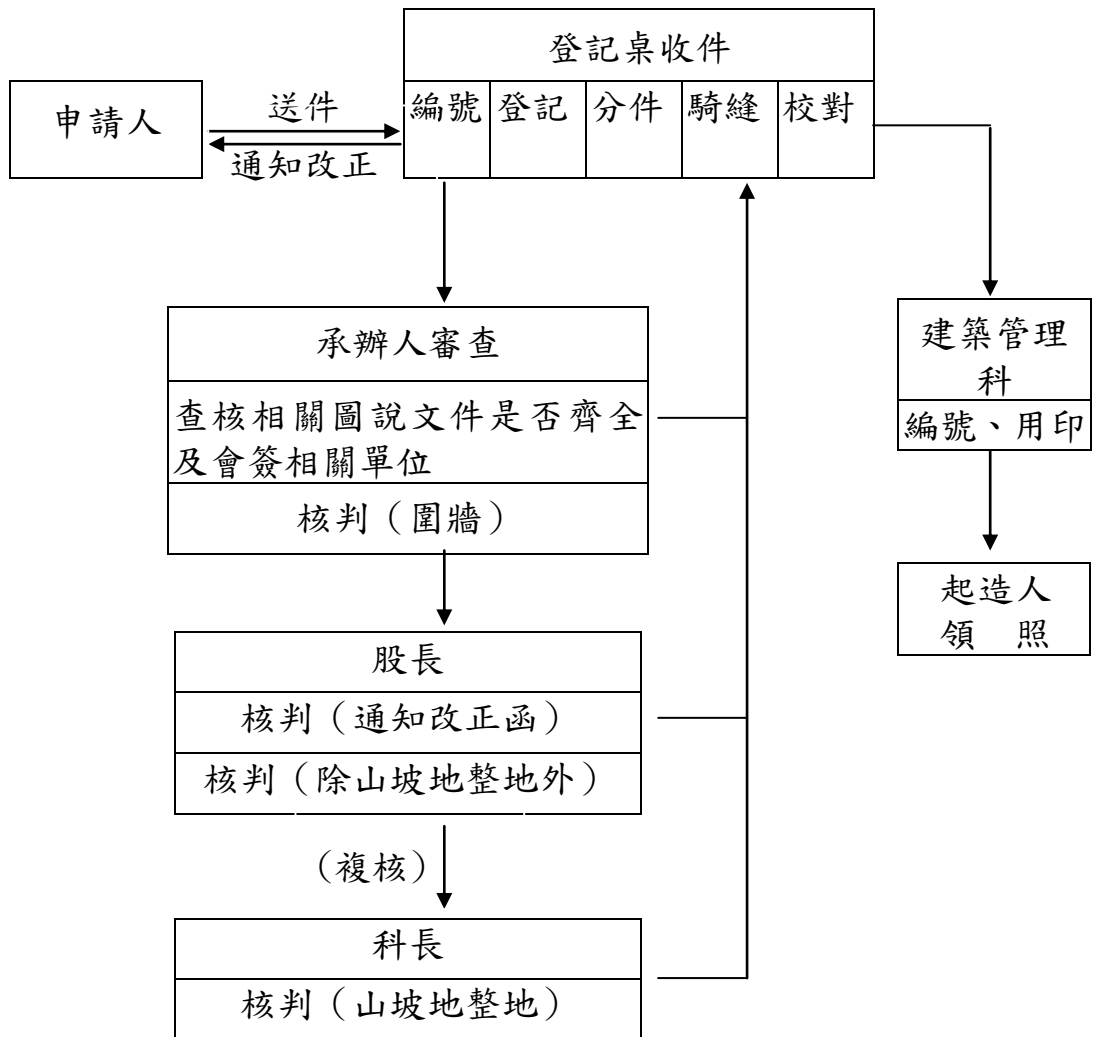 登記桌收件
申請人
送件
通知改正
編號
登記
分件
騎縫
校對
承辦人審查
查核相關圖說文件是否齊全
及會簽相關單位
核判（圍牆）
建築管理
科
編號、用印
起造人
領　照
股長
核判（通知改正函）
核判（除山坡地整地外）
（複核）
科長
核判（山坡地整地）